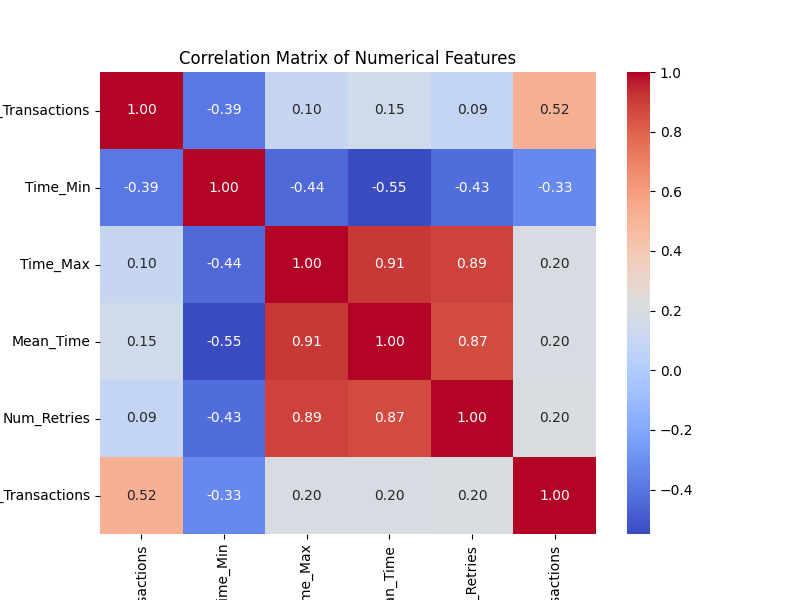 Correlation Matrix of Numerical Features
_Transactions 1.00 -0.39 0.10 0.15 0.09 0.52
Time_Min -0.39 1.00 -0.44 -0.55 -0.43 -0.33
Time_Max 0.10 -0.44 1.00 0.91 0.89 0.20
Mean_Time 0.15 -0.55 0.91 1.00 0.87 0.20
Num_Retries 0.09 -0.43 0.89 0.87 1.00 0.20
_Transactions 0.52 -0.33 0.20 0.20 0.20 1.00
sactions
ime_Min
me_Max
an_Time
_Retries
sactions
1.0
0.8
0.6
0.4
0.2
0.0
−0.2
−0.4